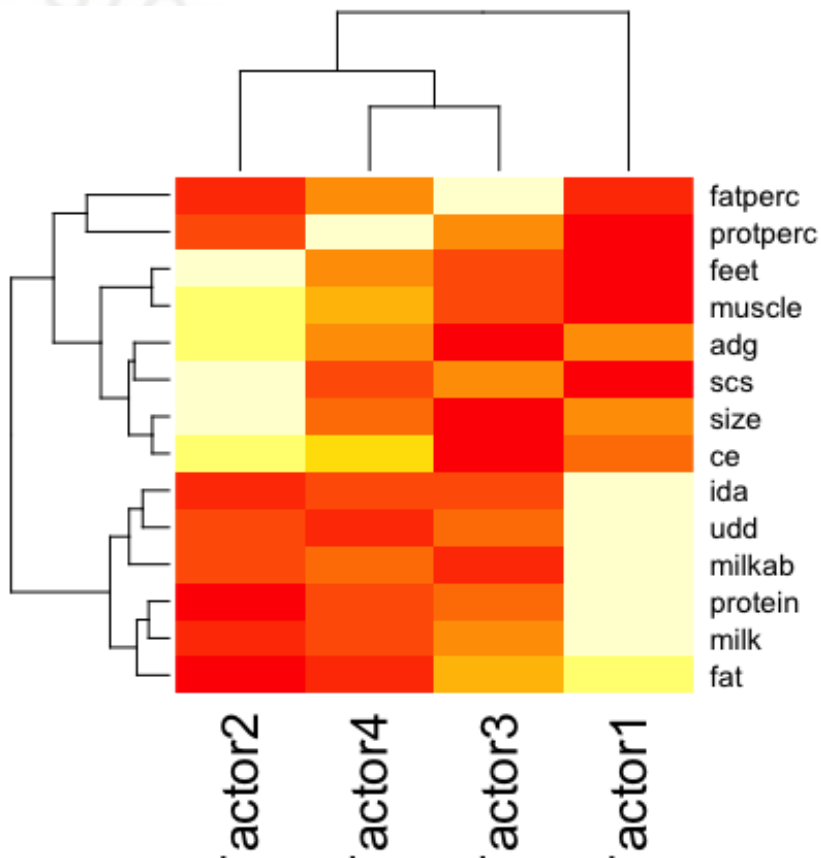 fatperc
protperc
feet
muscle
adg
scs
size
ce
ida
udd
milkab
protein
milk
fat
actor2
actor4
actor3
actor1